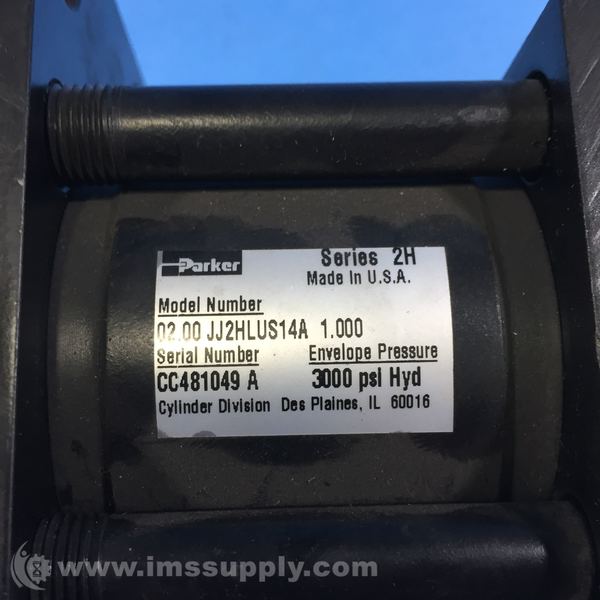 Parker Series 2H
Made In U.S.A.
Model Number
02.00 JJ2HLUS14A 1.000
Serial Number Envelope Pressure
CC481049 A 3000 psi Hyd
Cylinder Division Des Plaines, IL 60016
www.imssupply.com